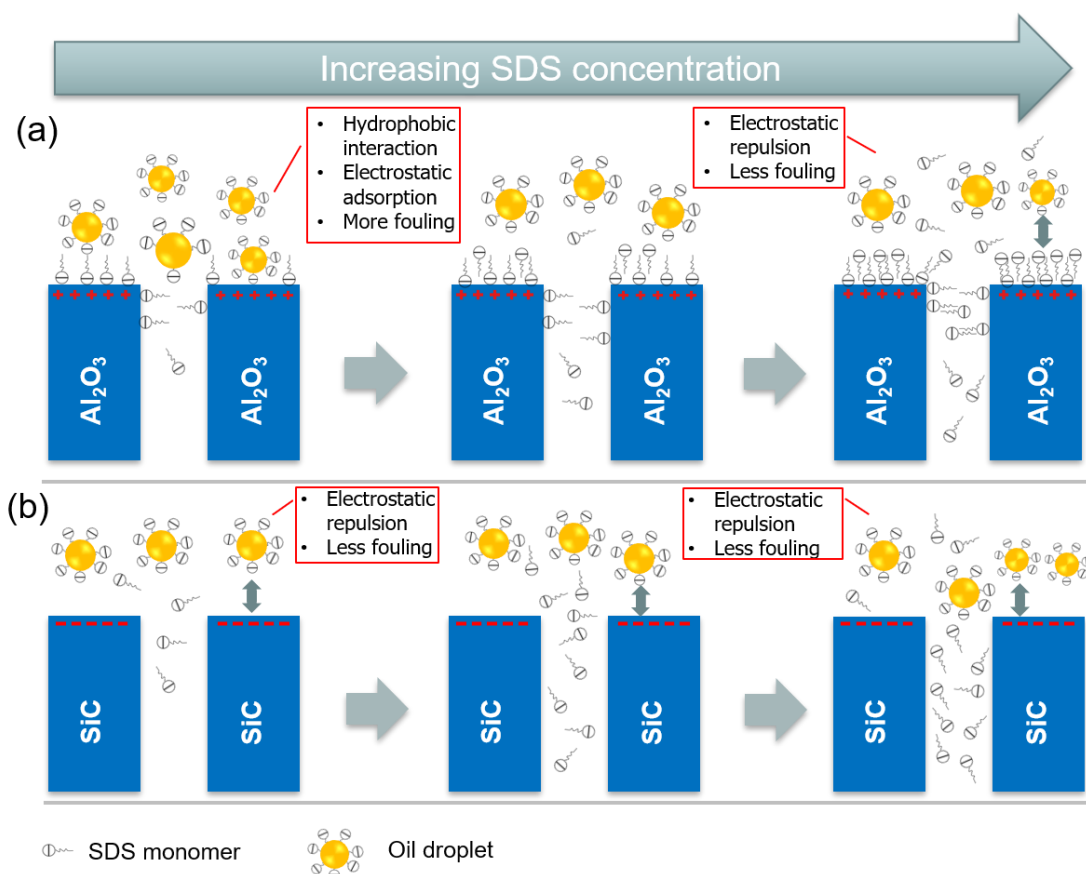 Increasing SDS concentration
(a)
• Hydrophobic
interaction
• Electrostatic
adsorption
• More fouling
• Electrostatic
repulsion
• Less fouling
+ + + + +
+ + + + +
+ + + + +
+ + + + +
+ + + + +
+ + + + +
Al₂O₃
Al₂O₃
Al₂O₃
Al₂O₃
Al₂O₃
Al₂O₃
(b)
• Electrostatic
repulsion
• Less fouling
• Electrostatic
repulsion
• Less fouling
SiC
SiC
SiC
SiC
SiC
SiC
SDS monomer
Oil droplet